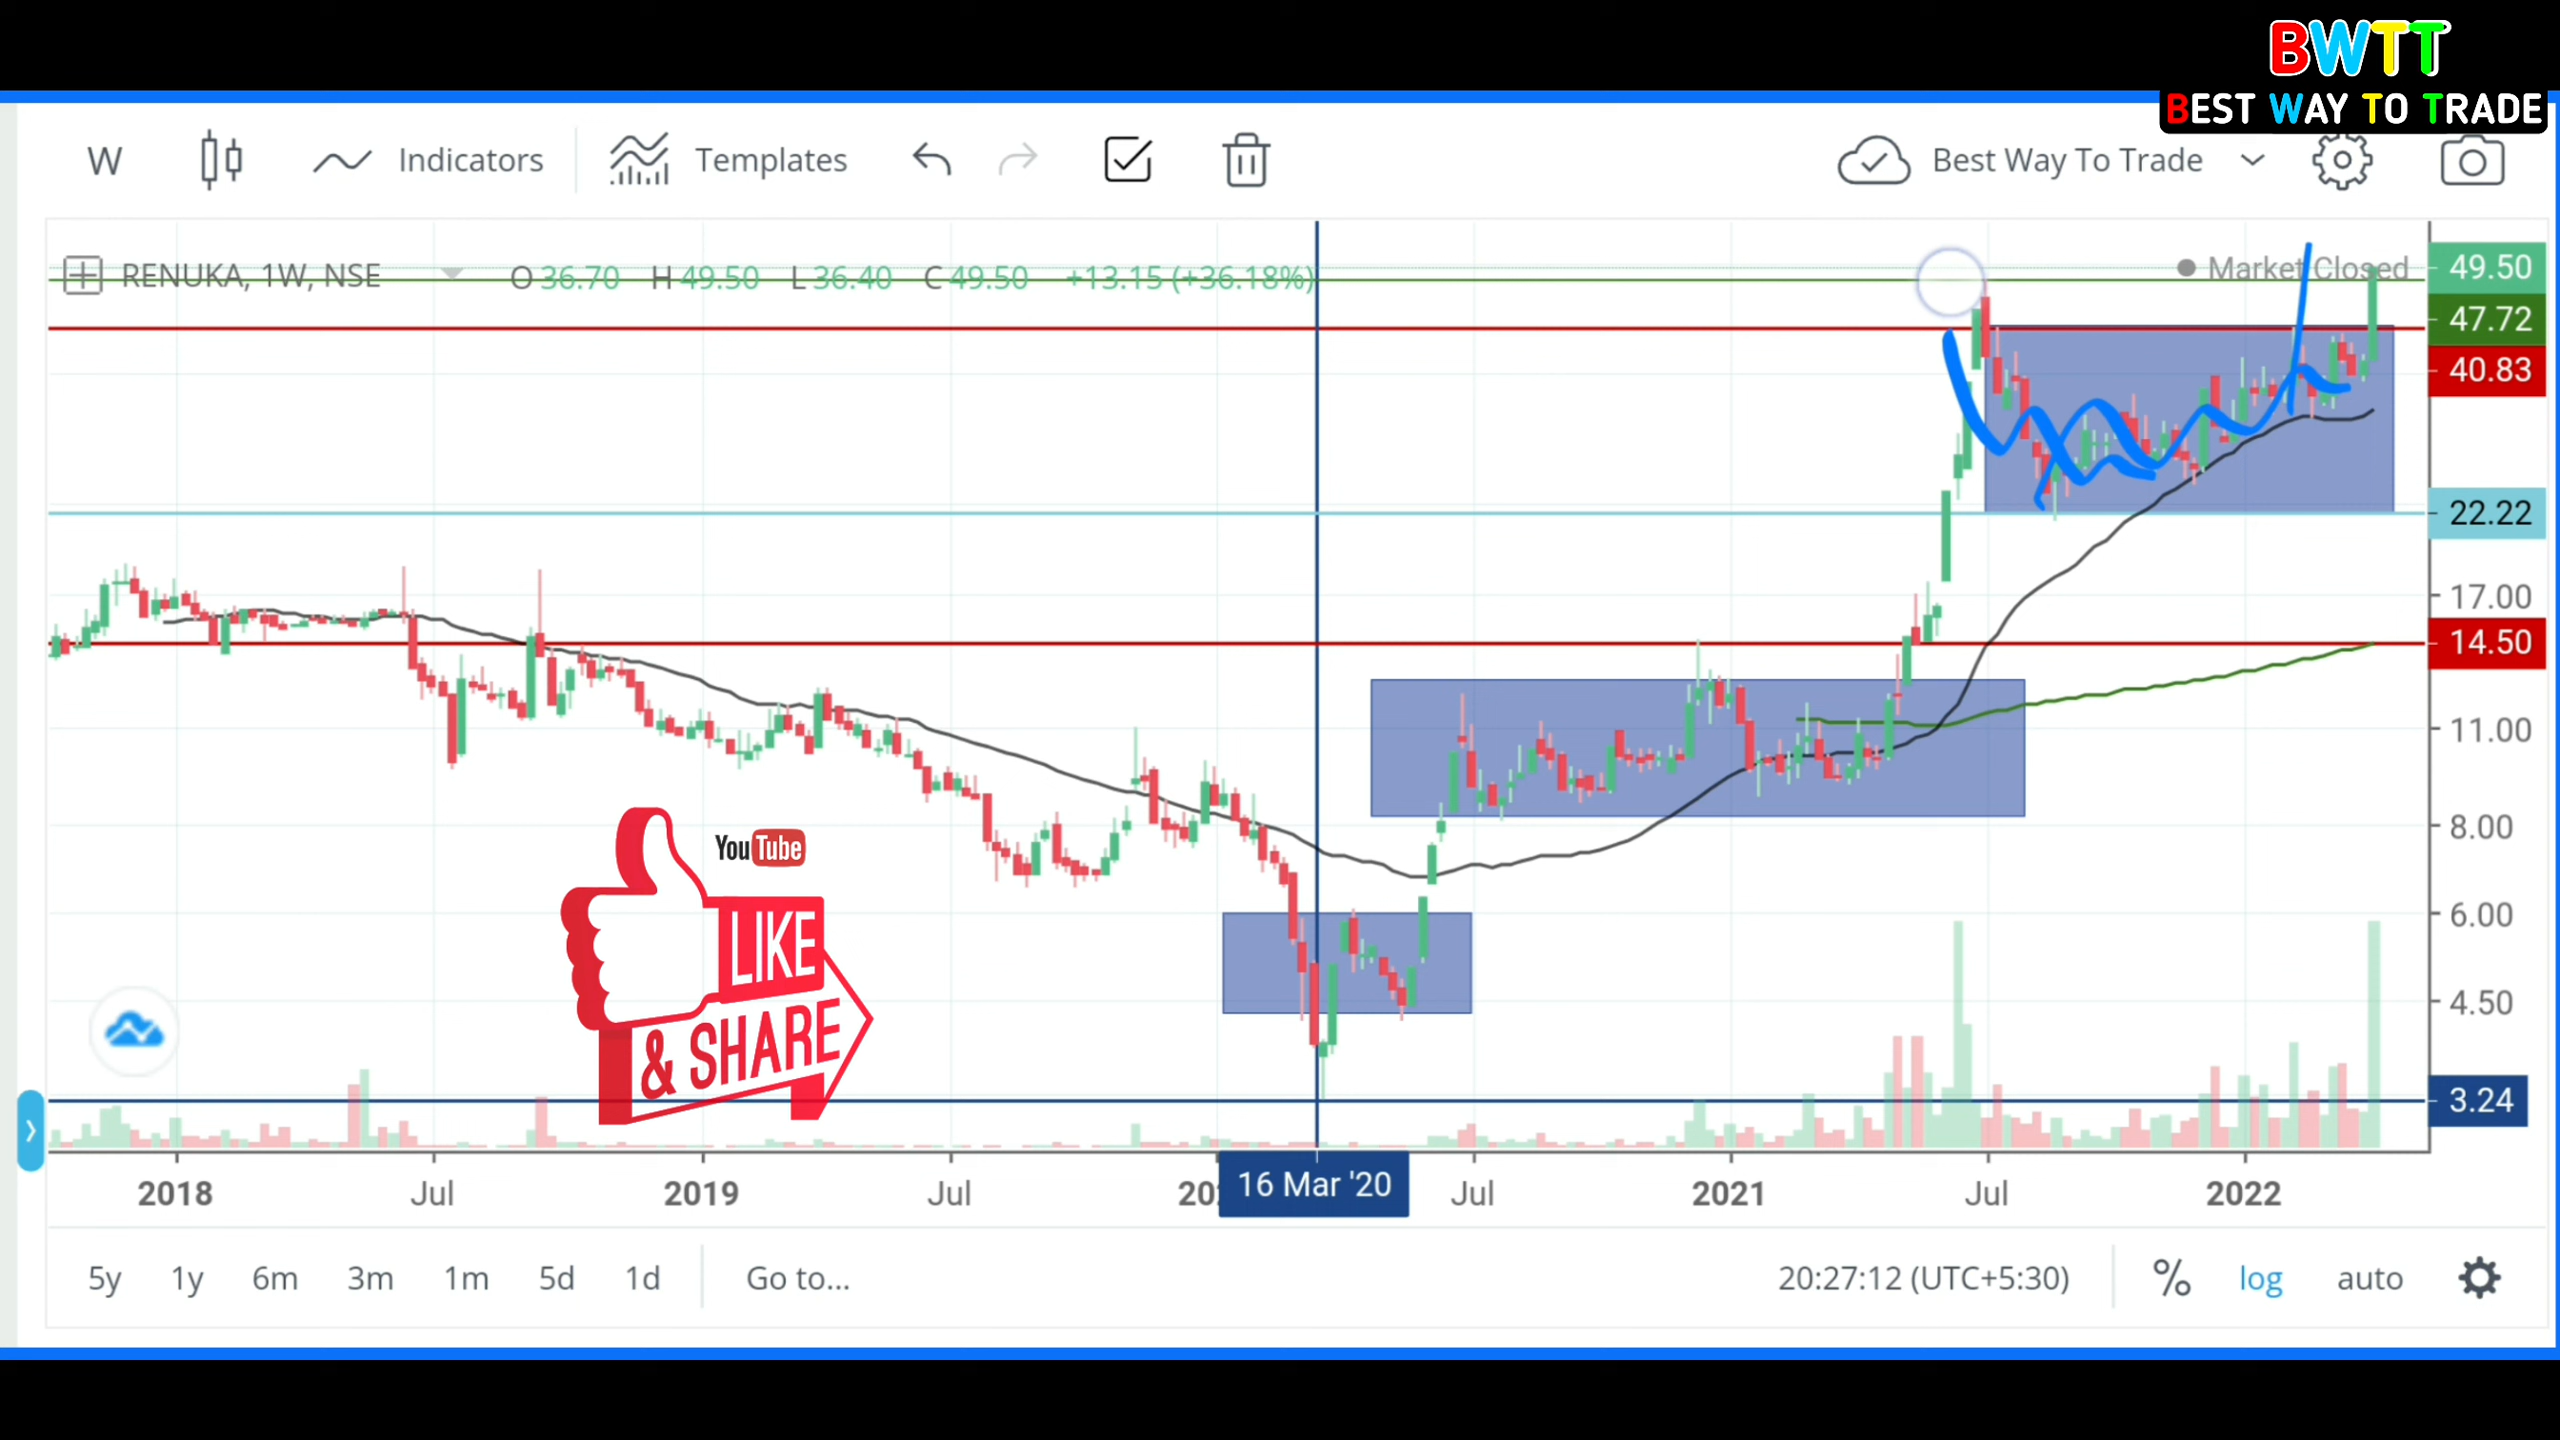 BWTT
BEST WAY TO TRADE
W Indicators Templates Best Way To Trade
RENUKA, 1W, NSE O 36.70 H 49.50 L 36.40 C 49.50 +13.15 (+36.18%) Market Closed
49.50
47.72
40.83
22.22
17.00
14.50
11.00
8.00
6.00
4.50
3.24
YouTube
LIKE
& SHARE
2018 Jul 2019 Jul 20 16 Mar '20 Jul 2021 Jul 2022
5y 1y 6m 3m 1m 5d 1d Go to... 20:27:12 (UTC+5:30) % log auto